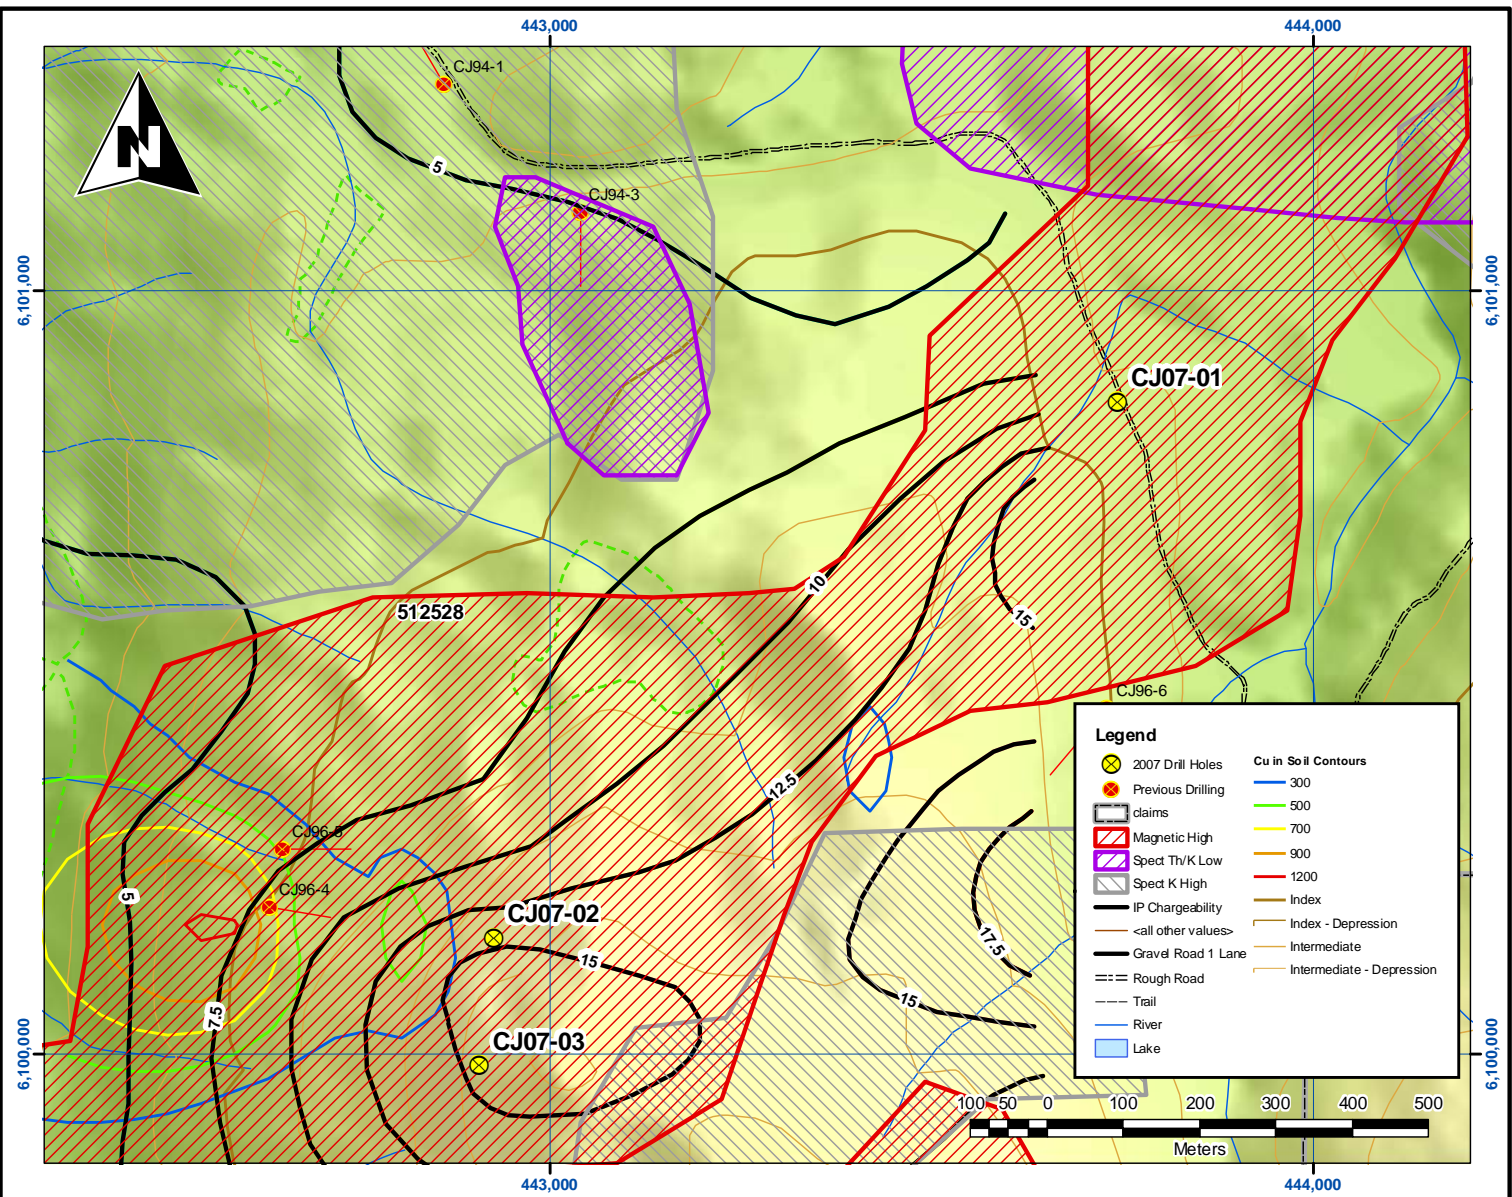 443,000
444,000
CJ94-1
N
5
CJ94-3
6,101,000
6,101,000
CJ07-01
10
512528
15
CJ96-6
12.5
CJ96-5
CJ96-4
5
CJ07-02
15
17.5
15
7.5
CJ07-03
6,100,000
6,100,000
Legend
2007 Drill Holes
Previous Drilling
claims
Magnetic High
Spect Th/K Low
Spect K High
IP Chargeability
<all other values>
Gravel Road 1 Lane
Rough Road
Trail
River
Lake
Cu in Soil Contours
300
500
700
900
1200
Index
Index - Depression
Intermediate
Intermediate - Depression
100 50 0 100 200 300 400 500
Meters
443,000
444,000